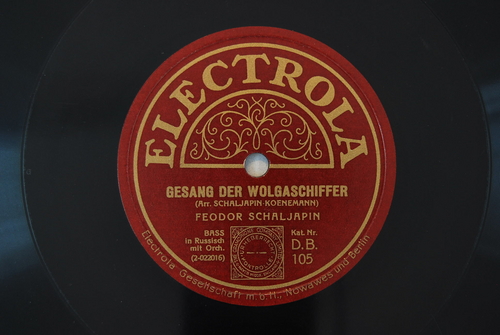 ELECTROLA
GESANG DER WOLGASCHIFFER
(Arr. SCHALJAPIN-KOENEMANN)
FEODOR SCHALJAPIN
BASS
in Russisch
mit Orch.
(2-022016)
Kat. Nr.
D.B.
105
Electrola Gesellschaft m.b.H., Nowawes und Berlin